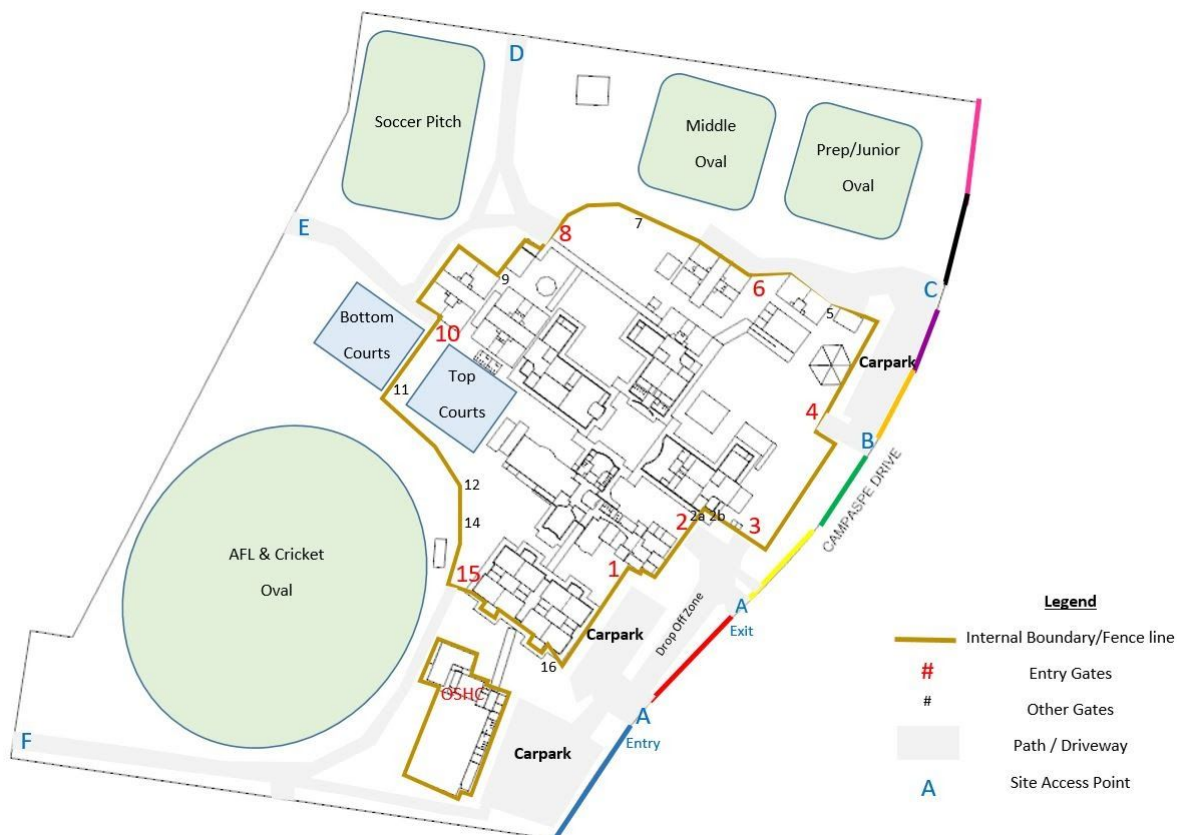 D
Soccer Pitch
Middle
Oval
Prep/Junior
Oval
E
7
8
9
6
5
C
Bottom
Courts
10
Carpark
Top
Courts
11
4
B
CAMPASPE DRIVE
12
14
2
2a 2b
3
AFL & Cricket
Oval
15
1
A
Exit
Drop Off Zone
Carpark
16
OSHC
A
Entry
F
Carpark
Legend
Internal Boundary/Fence line
# Entry Gates
# Other Gates
Path / Driveway
A Site Access Point